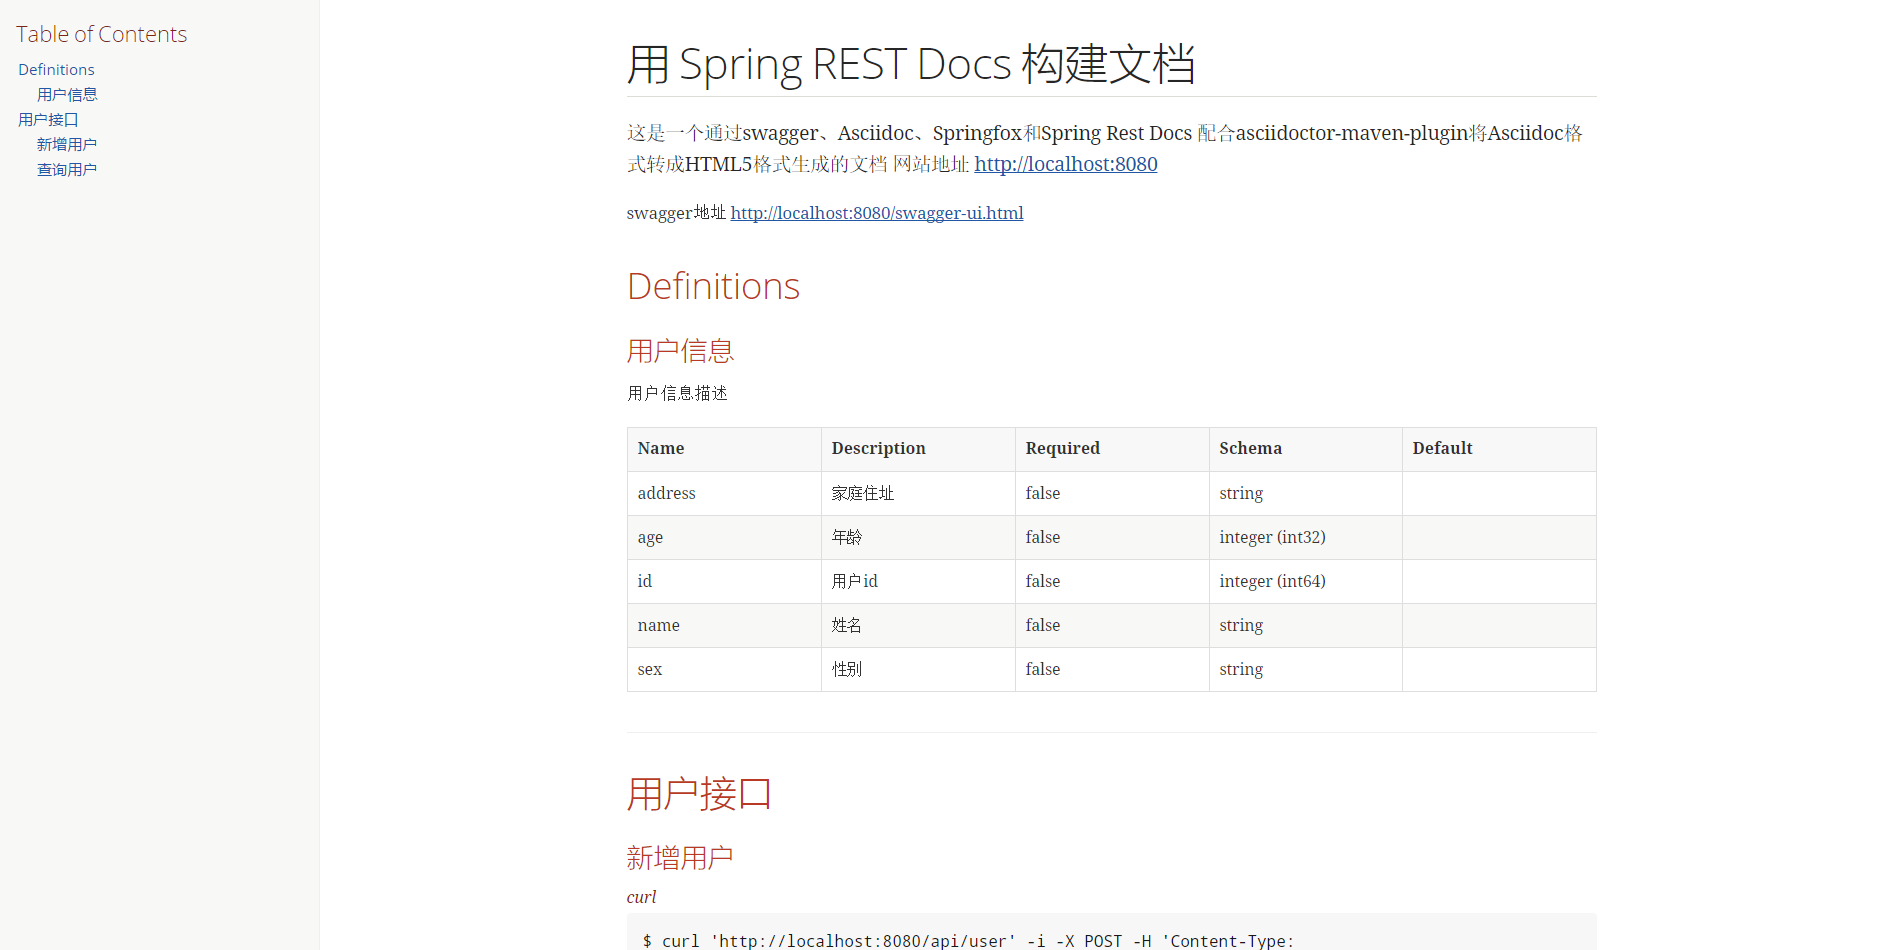 Table of Contents
Definitions
用户信息
用户接口
新增用户
查询用户
用 Spring REST Docs 构建文档
这是一个通过swagger、Asciidoc、Springfox和Spring Rest Docs 配合asciidoctor-maven-plugin将Asciidoc格
式转成HTML5格式生成的文档 网站地址 http://localhost:8080
swagger地址 http://localhost:8080/swagger-ui.html
Definitions
用户信息
用户信息描述
Name Description Required Schema Default
address 家庭住址 false string
age 年龄 false integer (int32)
id 用户id false integer (int64)
name 姓名 false string
sex 性别 false string
用户接口
新增用户
curl
$ curl 'http://localhost:8080/api/user' -i -X POST -H 'Content-Type: